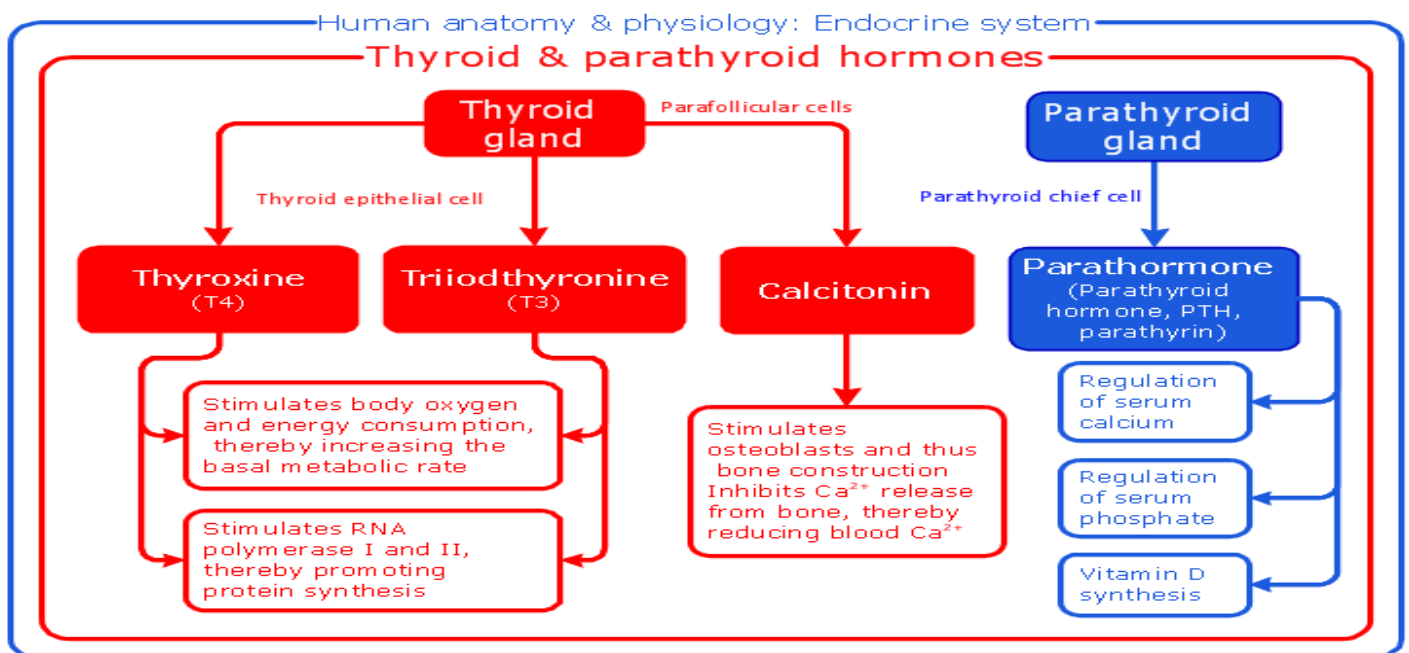 Human anatomy & physiology: Endocrine system
Thyroid & parathyroid hormones
Thyroid
gland
Parafollicular cells
Parathyroid
gland
Thyroid epithelial cell
Parathyroid chief cell
Thyroxine
(T4)
Triiodthyronine
(T3)
Calcitonin
Parathormone
(Parathyroid
hormone, PTH,
parathyrin)
Stimulates body oxygen
and energy consumption,
thereby increasing the
basal metabolic rate
Stimulates RNA
polymerase I and II,
thereby promoting
protein synthesis
Stimulates
osteoblasts and thus
bone construction
Inhibits Ca²⁺ release
from bone, thereby
reducing blood Ca²⁺
Regulation
of serum
calcium
Regulation
of serum
phosphate
Vitamin D
synthesis